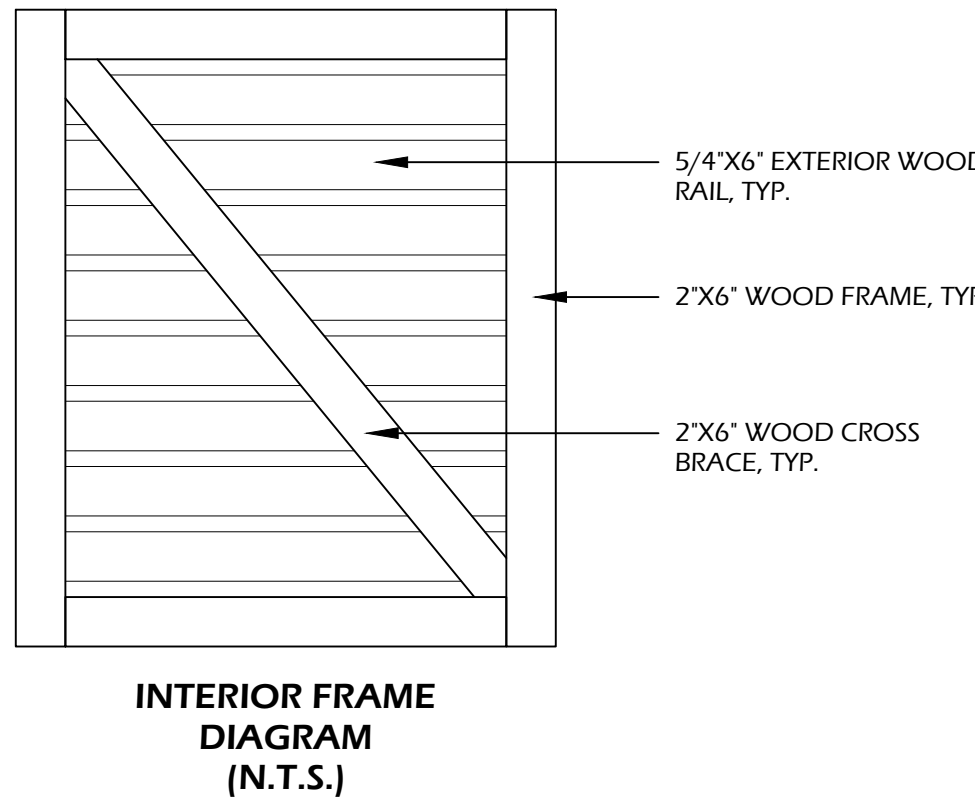 5/4"X6" EXTERIOR WOOD
RAIL, TYP.
2"X6" WOOD FRAME, TYP
2"X6" WOOD CROSS
BRACE, TYP.
INTERIOR FRAME
DIAGRAM
(N.T.S.)